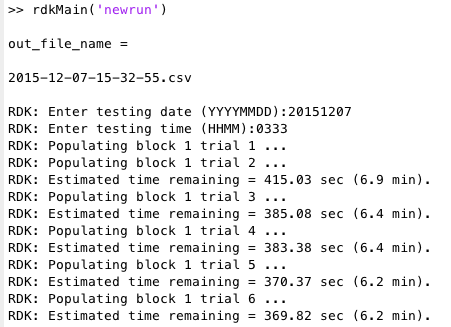 >> rdkMain('newrun')
out_file_name =
2015-12-07-15-32-55.csv
RDK: Enter testing date (YYYYMMDD):20151207
RDK: Enter testing time (HHMM):0333
RDK: Populating block 1 trial 1 ...
RDK: Populating block 1 trial 2 ...
RDK: Estimated time remaining = 415.03 sec (6.9 min).
RDK: Populating block 1 trial 3 ...
RDK: Estimated time remaining = 385.08 sec (6.4 min).
RDK: Populating block 1 trial 4 ...
RDK: Estimated time remaining = 383.38 sec (6.4 min).
RDK: Populating block 1 trial 5 ...
RDK: Estimated time remaining = 370.37 sec (6.2 min).
RDK: Populating block 1 trial 6 ...
RDK: Estimated time remaining = 369.82 sec (6.2 min).